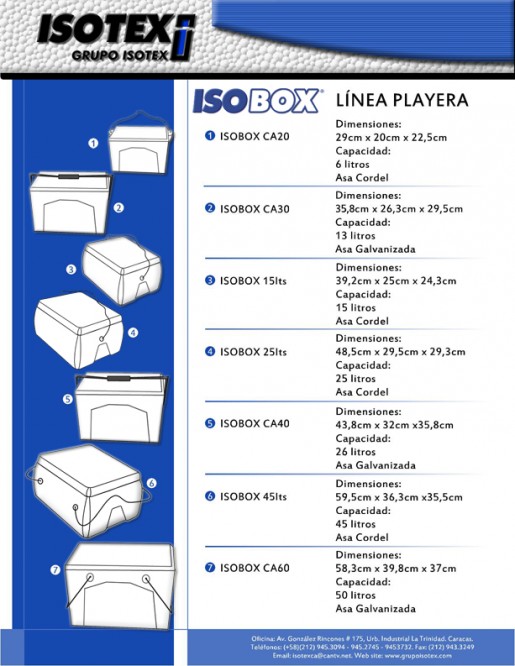 ISOTEX
GRUPO ISOTEX
ISOBOX® LÍNEA PLAYERA
1 ISOBOX CA20
Dimensiones:
29cm x 20cm x 22,5cm
Capacidad:
6 litros
Asa Cordel
2 ISOBOX CA30
Dimensiones:
35,8cm x 26,3cm x 29,5cm
Capacidad:
13 litros
Asa Galvanizada
3 ISOBOX 15lts
Dimensiones:
39,2cm x 25cm x 24,3cm
Capacidad:
15 litros
Asa Cordel
4 ISOBOX 25lts
Dimensiones:
48,5cm x 29,5cm x 29,3cm
Capacidad:
25 litros
Asa Cordel
5 ISOBOX CA40
Dimensiones:
43,8cm x 32cm x35,8cm
Capacidad:
26 litros
Asa Galvanizada
6 ISOBOX 45lts
Dimensiones:
59,5cm x 36,3cm x35,5cm
Capacidad:
45 litros
Asa Cordel
7 ISOBOX CA60
Dimensiones:
58,3cm x 39,8cm x 37cm
Capacidad:
50 litros
Asa Galvanizada
1
2
3
4
5
6
7
Oficina: Av. González Rincones # 175, Urb. Industrial La Trinidad. Caracas.
Teléfonos: (+58)(212) 945.3094 - 945.2745 - 9453732. Fax: (212) 943.3249
Email: isotexca@cantv.net. Web site: www.grupoisotex.com